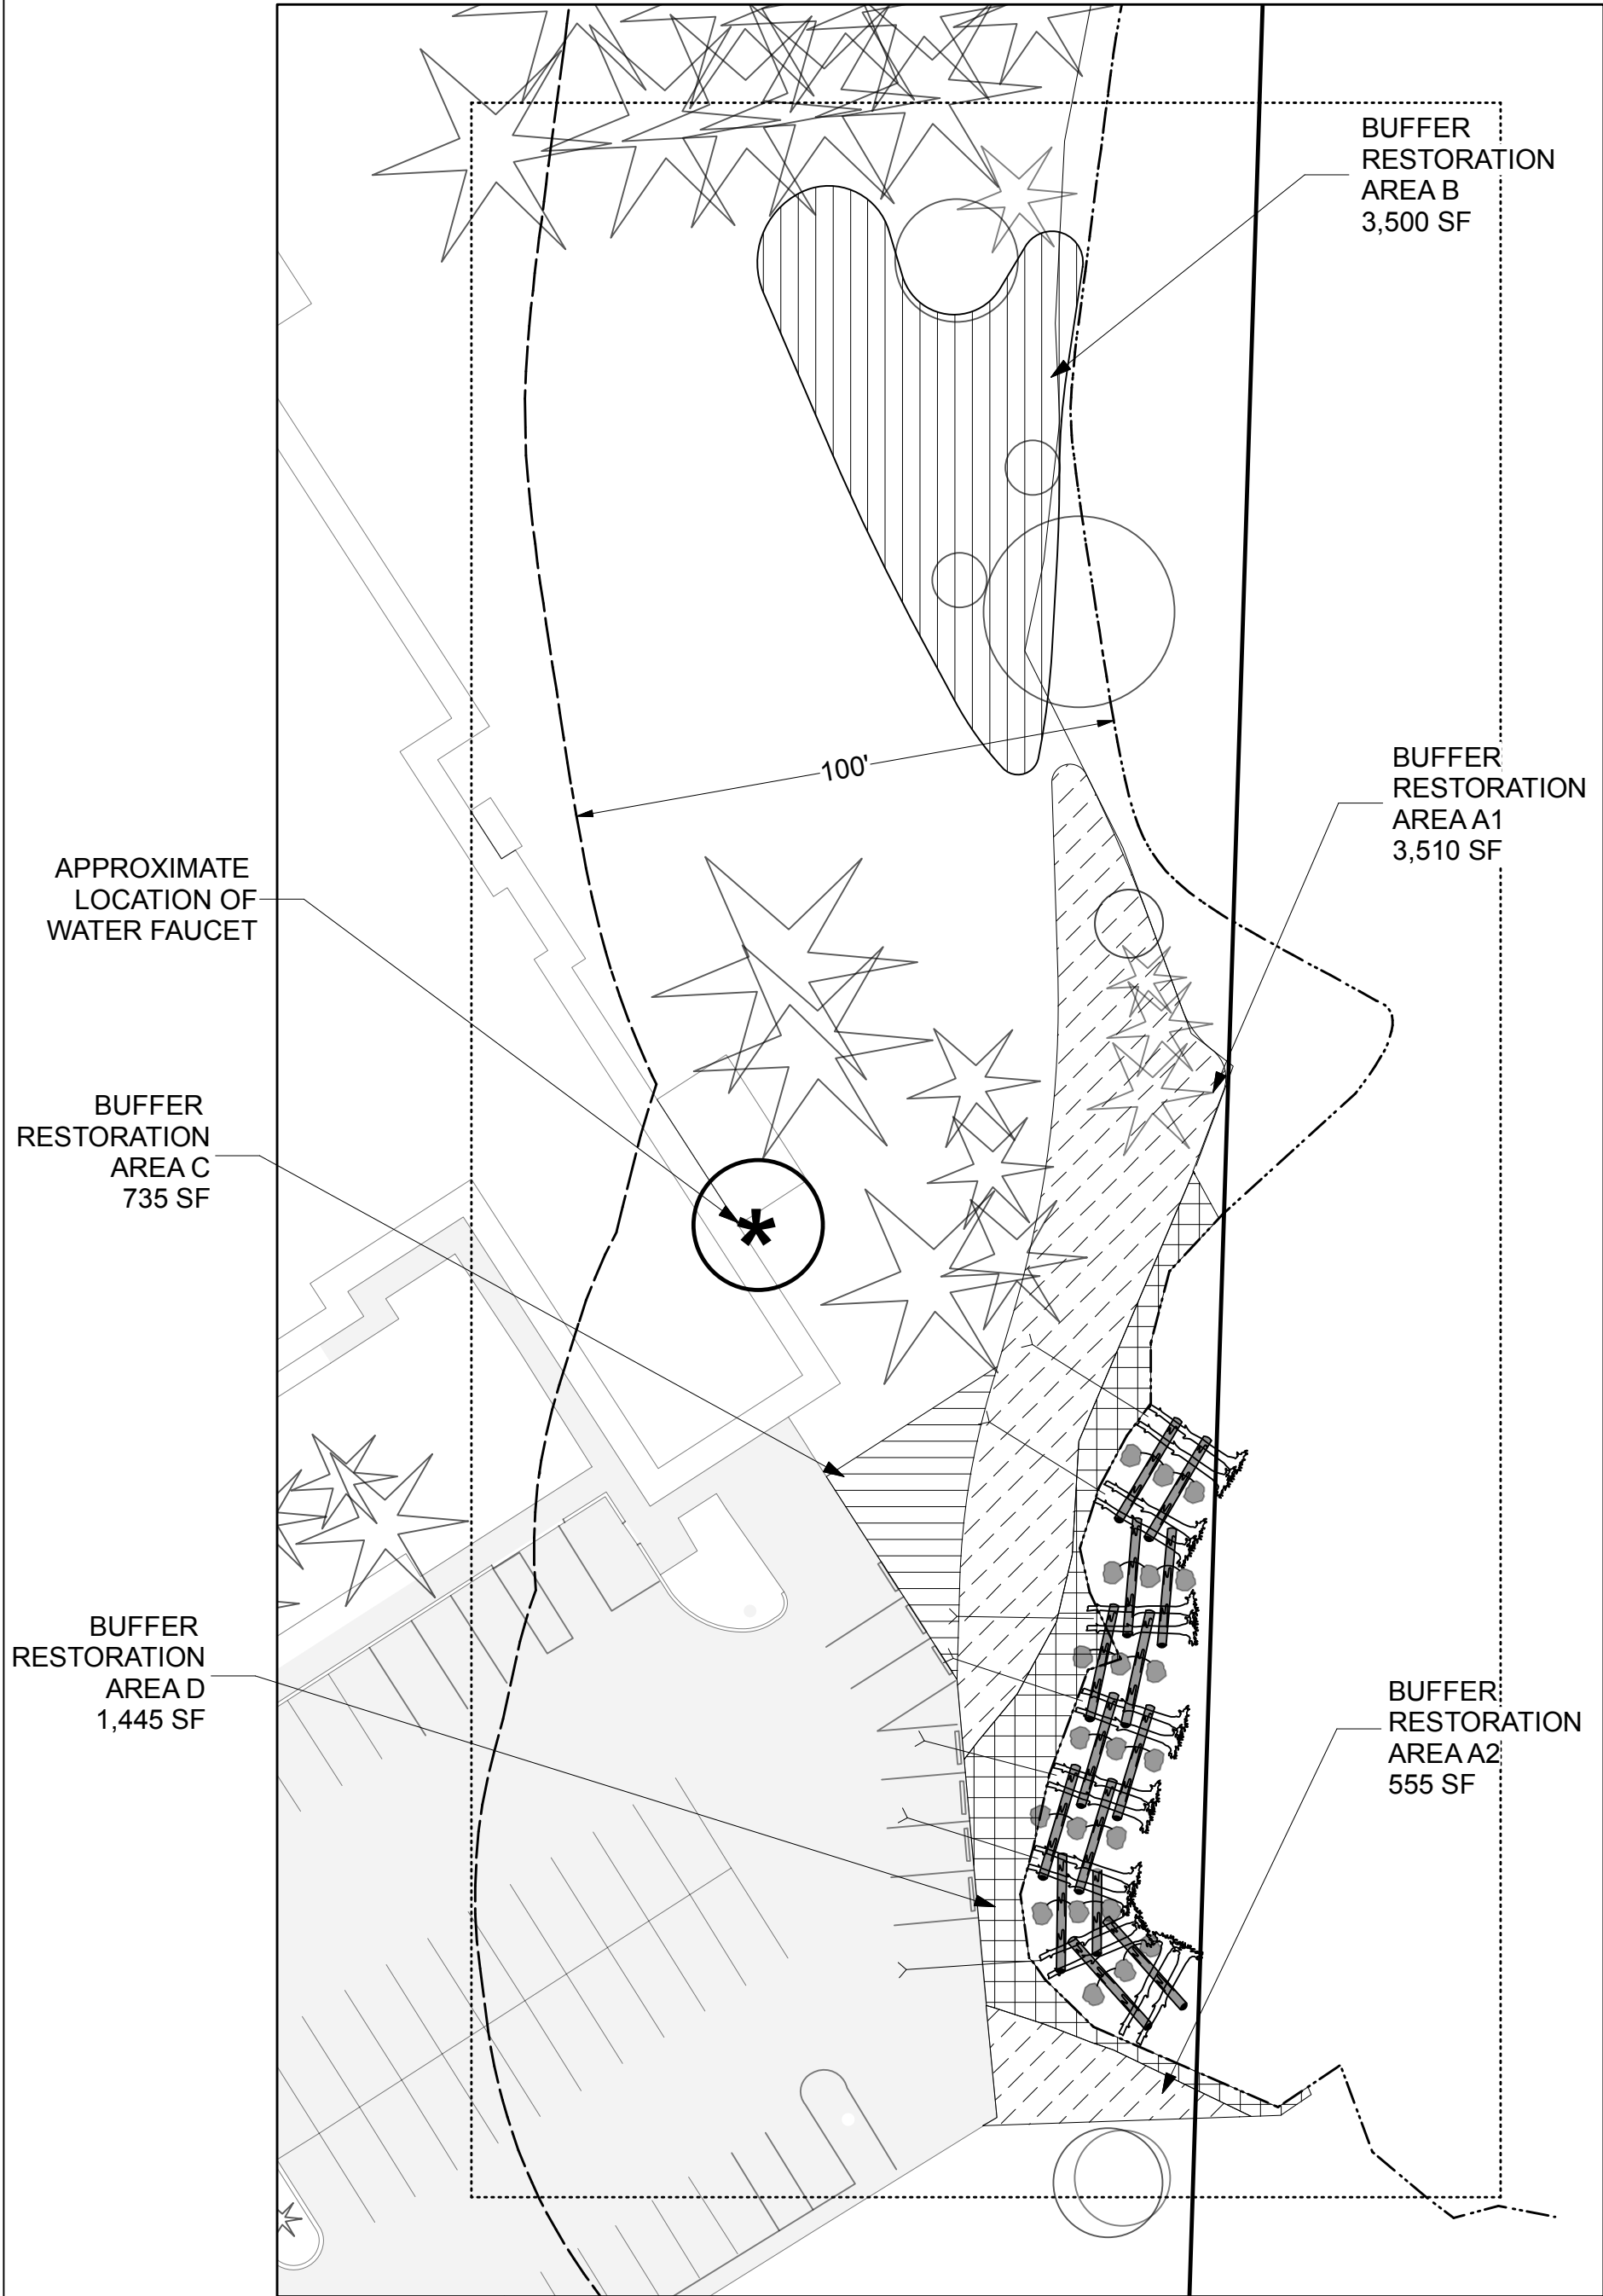 BUFFER
RESTORATION
AREA B
3,500 SF
100'
BUFFER
RESTORATION
AREA A1
3,510 SF
APPROXIMATE
LOCATION OF
WATER FAUCET
BUFFER
RESTORATION
AREA C
735 SF
*
BUFFER
RESTORATION
AREA D
1,445 SF
BUFFER
RESTORATION
AREA A2
555 SF